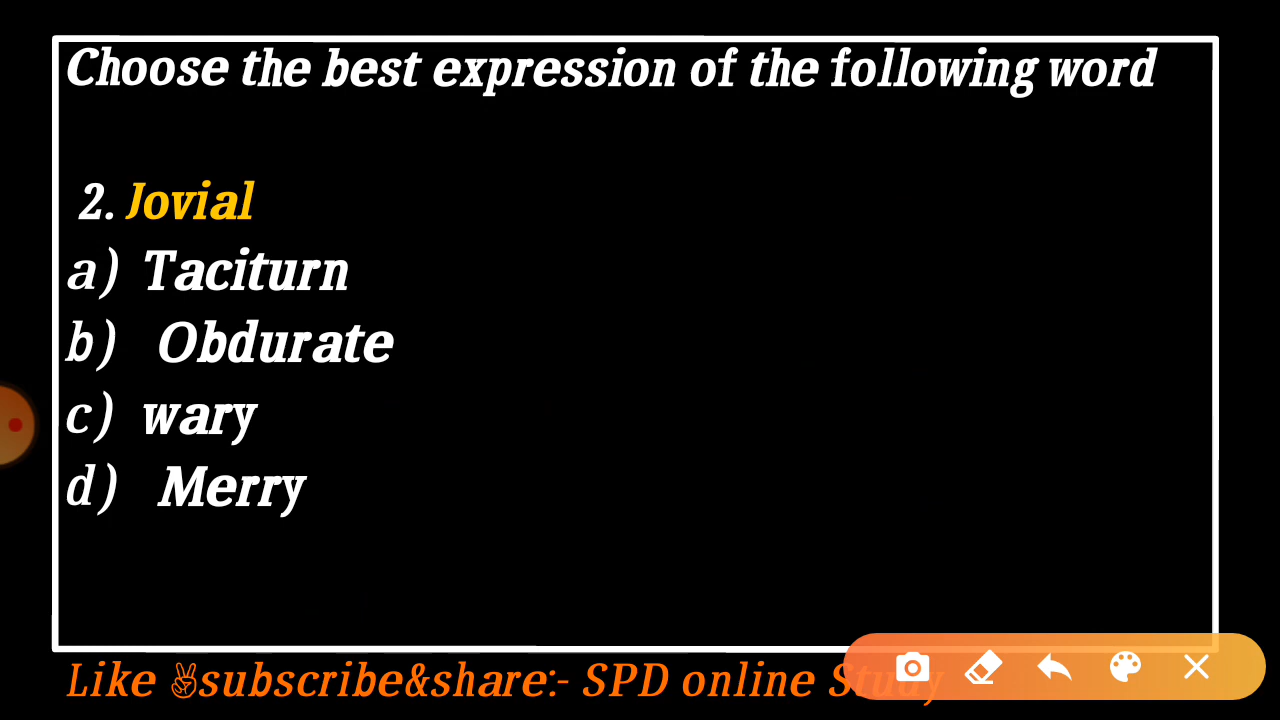 Choose the best expression of the following word
2. Jovial
a) Taciturn
b) Obdurate
c) wary
d) Merry
Like ✌subscribe&share:- SPD online Study